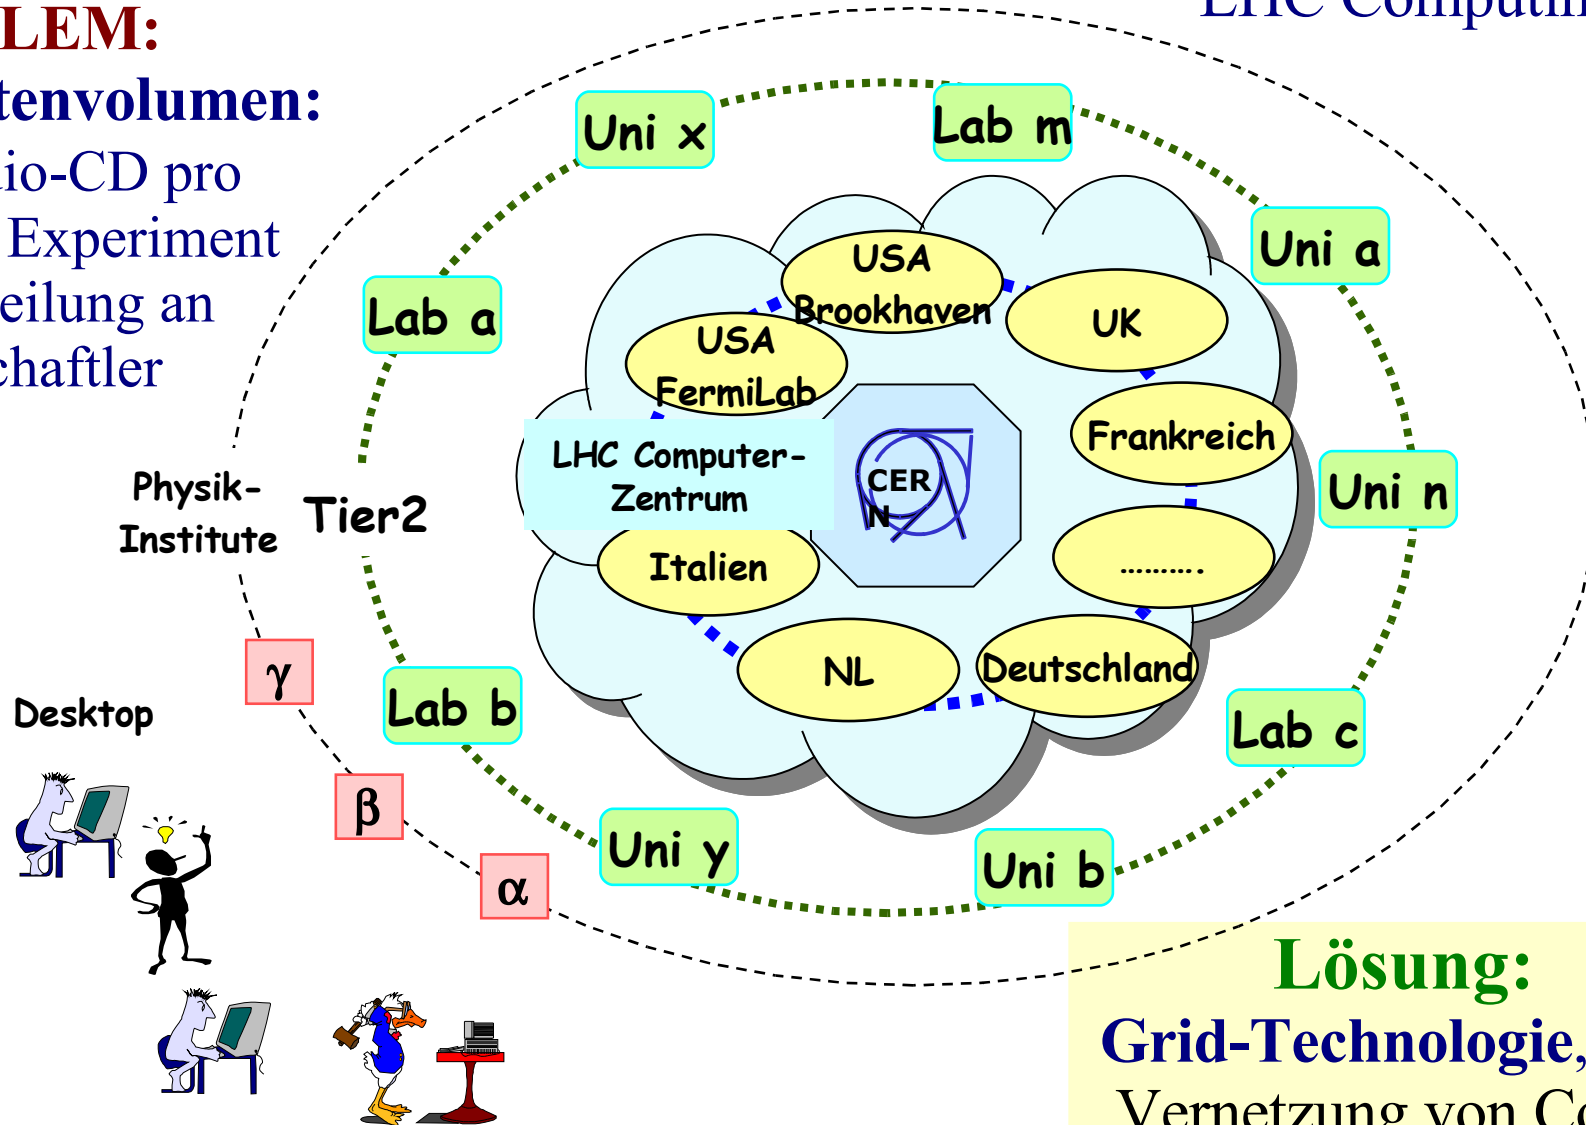 LEM:
tenvolumen:
io-CD pro
Experiment
eilung an
chaftler
Uni x
Lab m
Uni a
Lab a
USA
Brookhaven
UK
USA
FermiLab
Frankreich
LHC Computer-
Zentrum
CER
N
Uni n
Physik-
Institute
Tier2
Italien
……….
NL
Deutschland
γ
Lab b
Desktop
Lab c
β
Uni y
Uni b
α
Lösung:
Grid-Technologie,
Vernetzung von